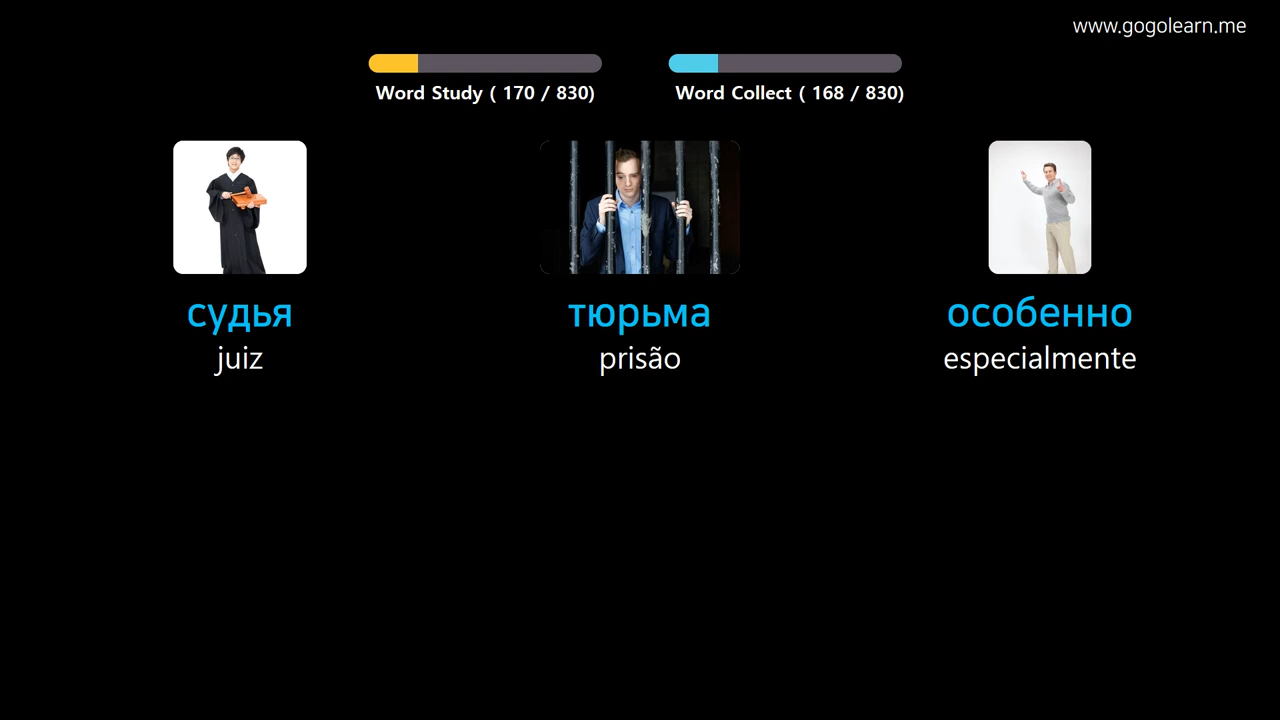 www.gogolearn.me
Word Study ( 170 / 830)
Word Collect ( 168 / 830)
судья
тюрьма
особенно
juiz
prisão
especialmente